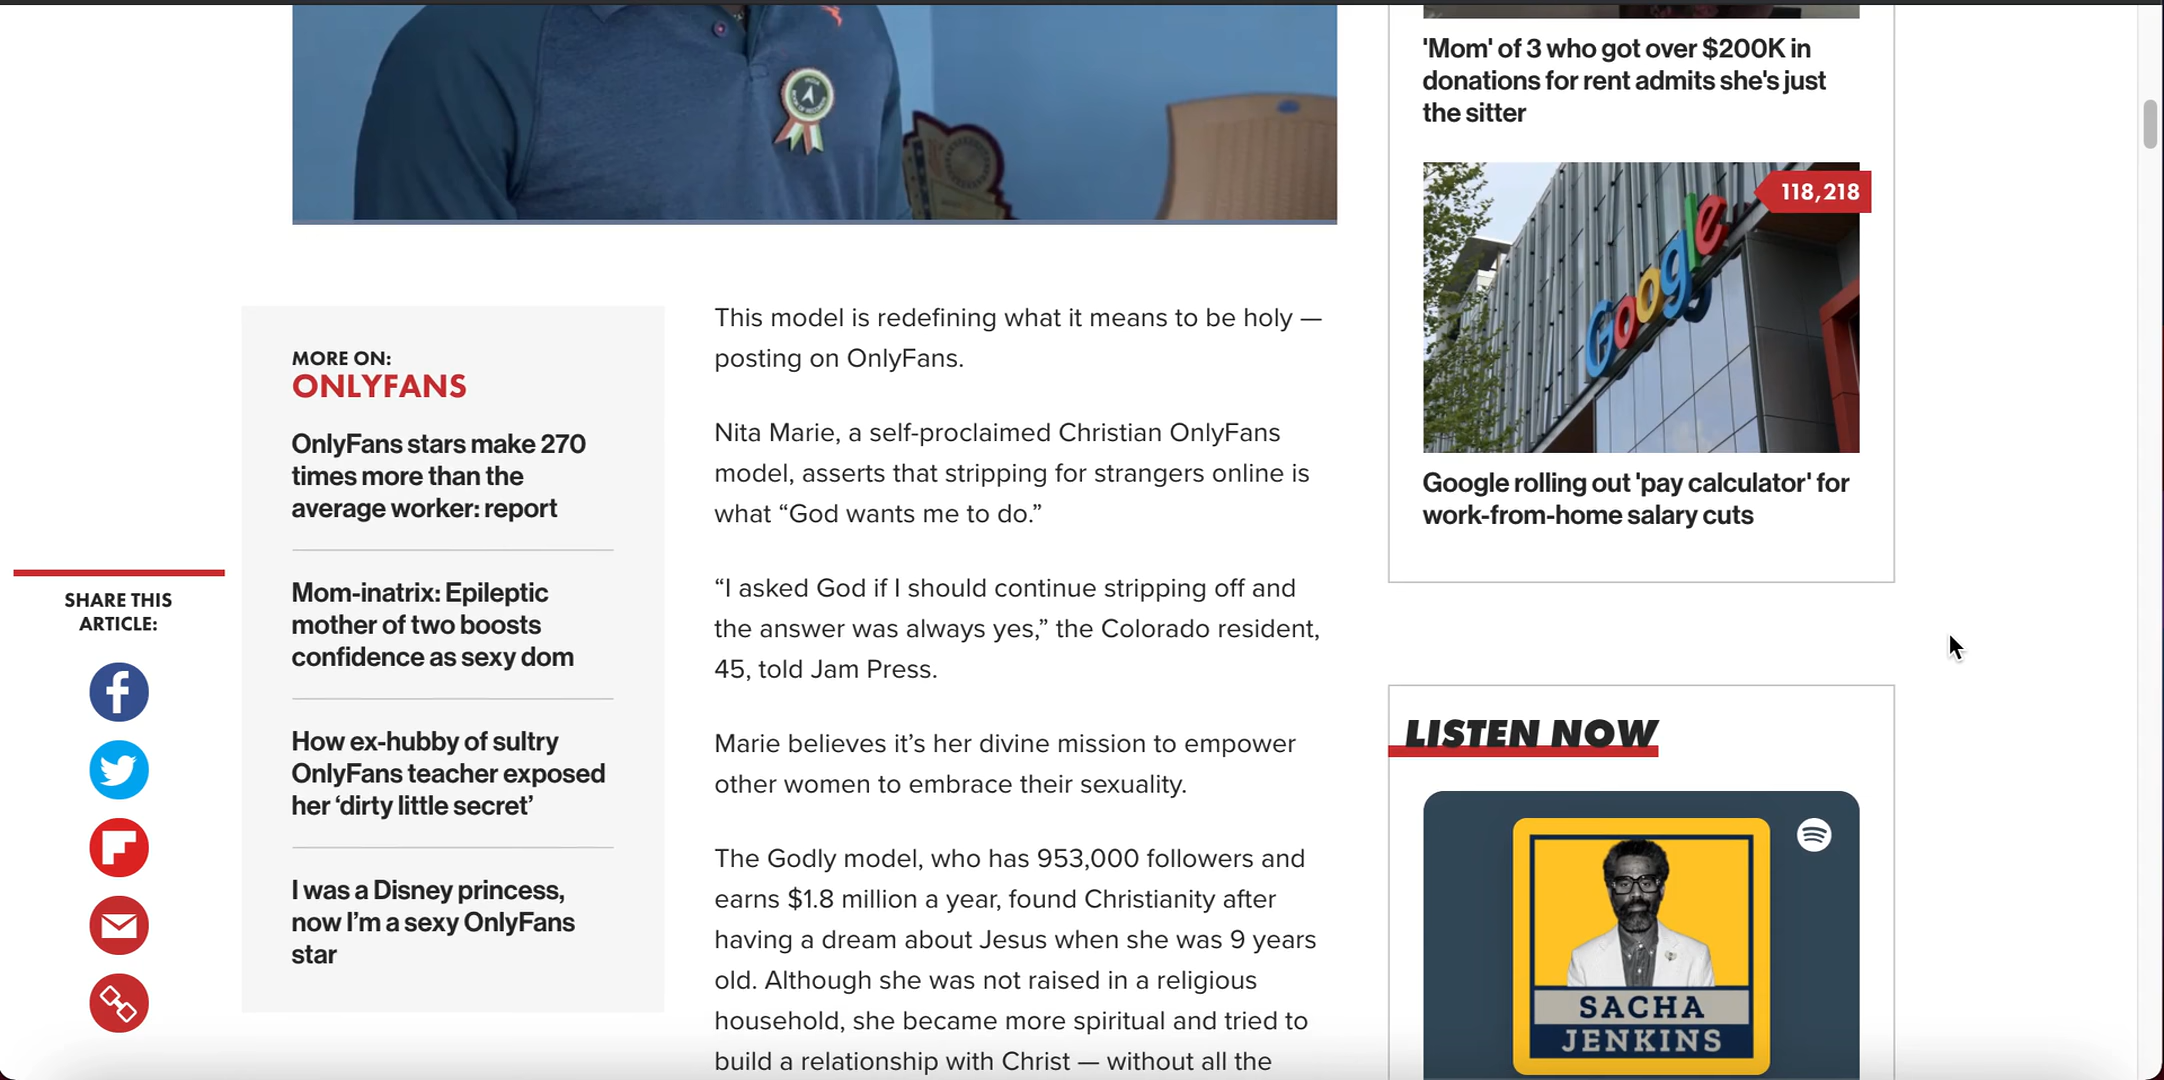 'Mom' of 3 who got over $200K in
donations for rent admits she's just
the sitter
118,218
Google
Google rolling out 'pay calculator' for
work-from-home salary cuts
MORE ON:
ONLYFANS
OnlyFans stars make 270
times more than the
average worker: report
Mom-inatrix: Epileptic
mother of two boosts
confidence as sexy dom
How ex-hubby of sultry
OnlyFans teacher exposed
her ‘dirty little secret’
I was a Disney princess,
now I’m a sexy OnlyFans
star
SHARE THIS
ARTICLE:
This model is redefining what it means to be holy —
posting on OnlyFans.
Nita Marie, a self-proclaimed Christian OnlyFans
model, asserts that stripping for strangers online is
what “God wants me to do.”
“I asked God if I should continue stripping off and
the answer was always yes,” the Colorado resident,
45, told Jam Press.
Marie believes it’s her divine mission to empower
other women to embrace their sexuality.
The Godly model, who has 953,000 followers and
earns $1.8 million a year, found Christianity after
having a dream about Jesus when she was 9 years
old. Although she was not raised in a religious
household, she became more spiritual and tried to
build a relationship with Christ — without all the
LISTEN NOW
SACHA
JENKINS